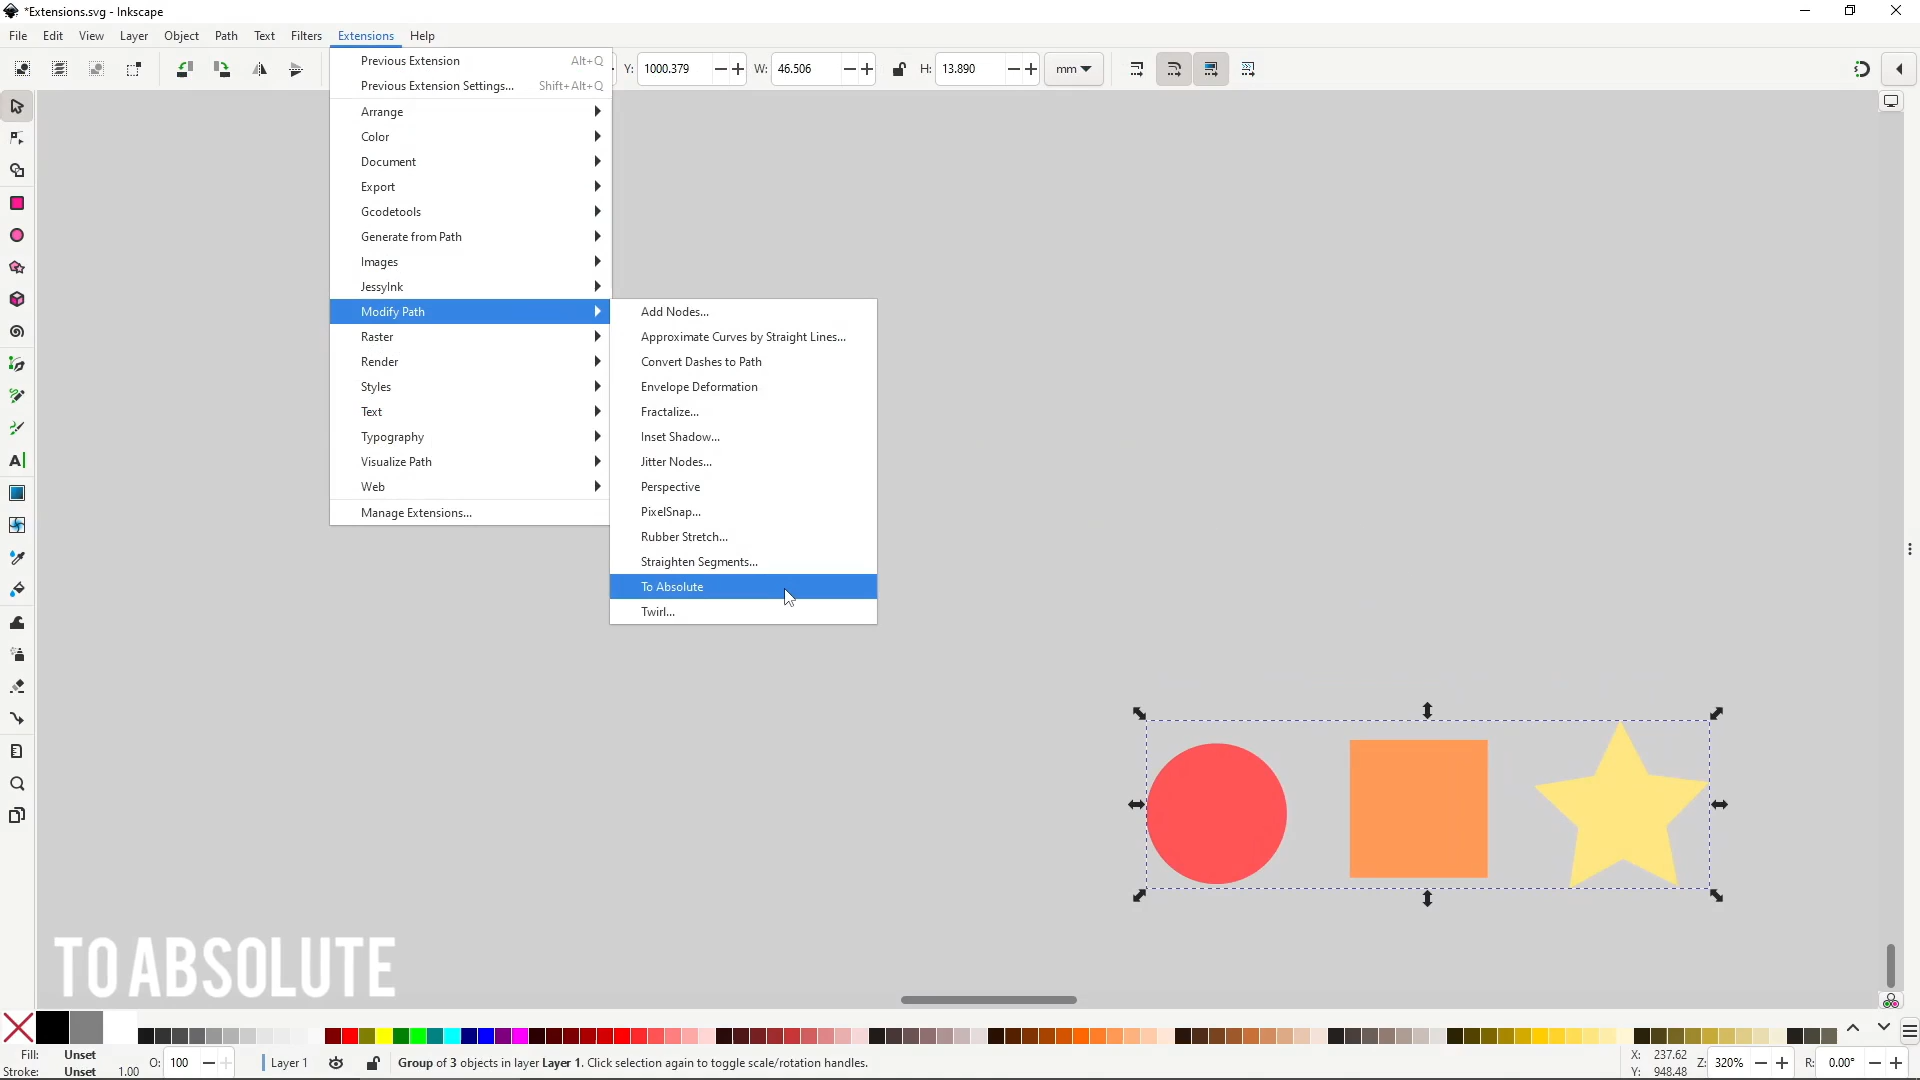 *Extensions.svg - Inkscape
File Edit View Layer Object Path Text Filters Extensions Help
Y: 1000.379 W: 46.506 H: 13.890 mm
Previous Extension Alt+Q
Previous Extension Settings... Shift+Alt+Q
Arrange
Color
Document
Export
Gcodetools
Generate from Path
Images
JessyInk
Modify Path
Raster
Render
Styles
Text
Typography
Visualize Path
Web
Manage Extensions...
Add Nodes...
Approximate Curves by Straight Lines...
Convert Dashes to Path
Envelope Deformation
Fractalize...
Inset Shadow...
Jitter Nodes...
Perspective
PixelSnap...
Rubber Stretch...
Straighten Segments...
To Absolute
Twirl...
TO ABSOLUTE
Fill: Unset
Stroke: Unset 1.00
O: 100
Layer 1
Group of 3 objects in layer Layer 1. Click selection again to toggle scale/rotation handles.
X: 237.62
Y: 948.48
Z: 320%
R: 0.00°